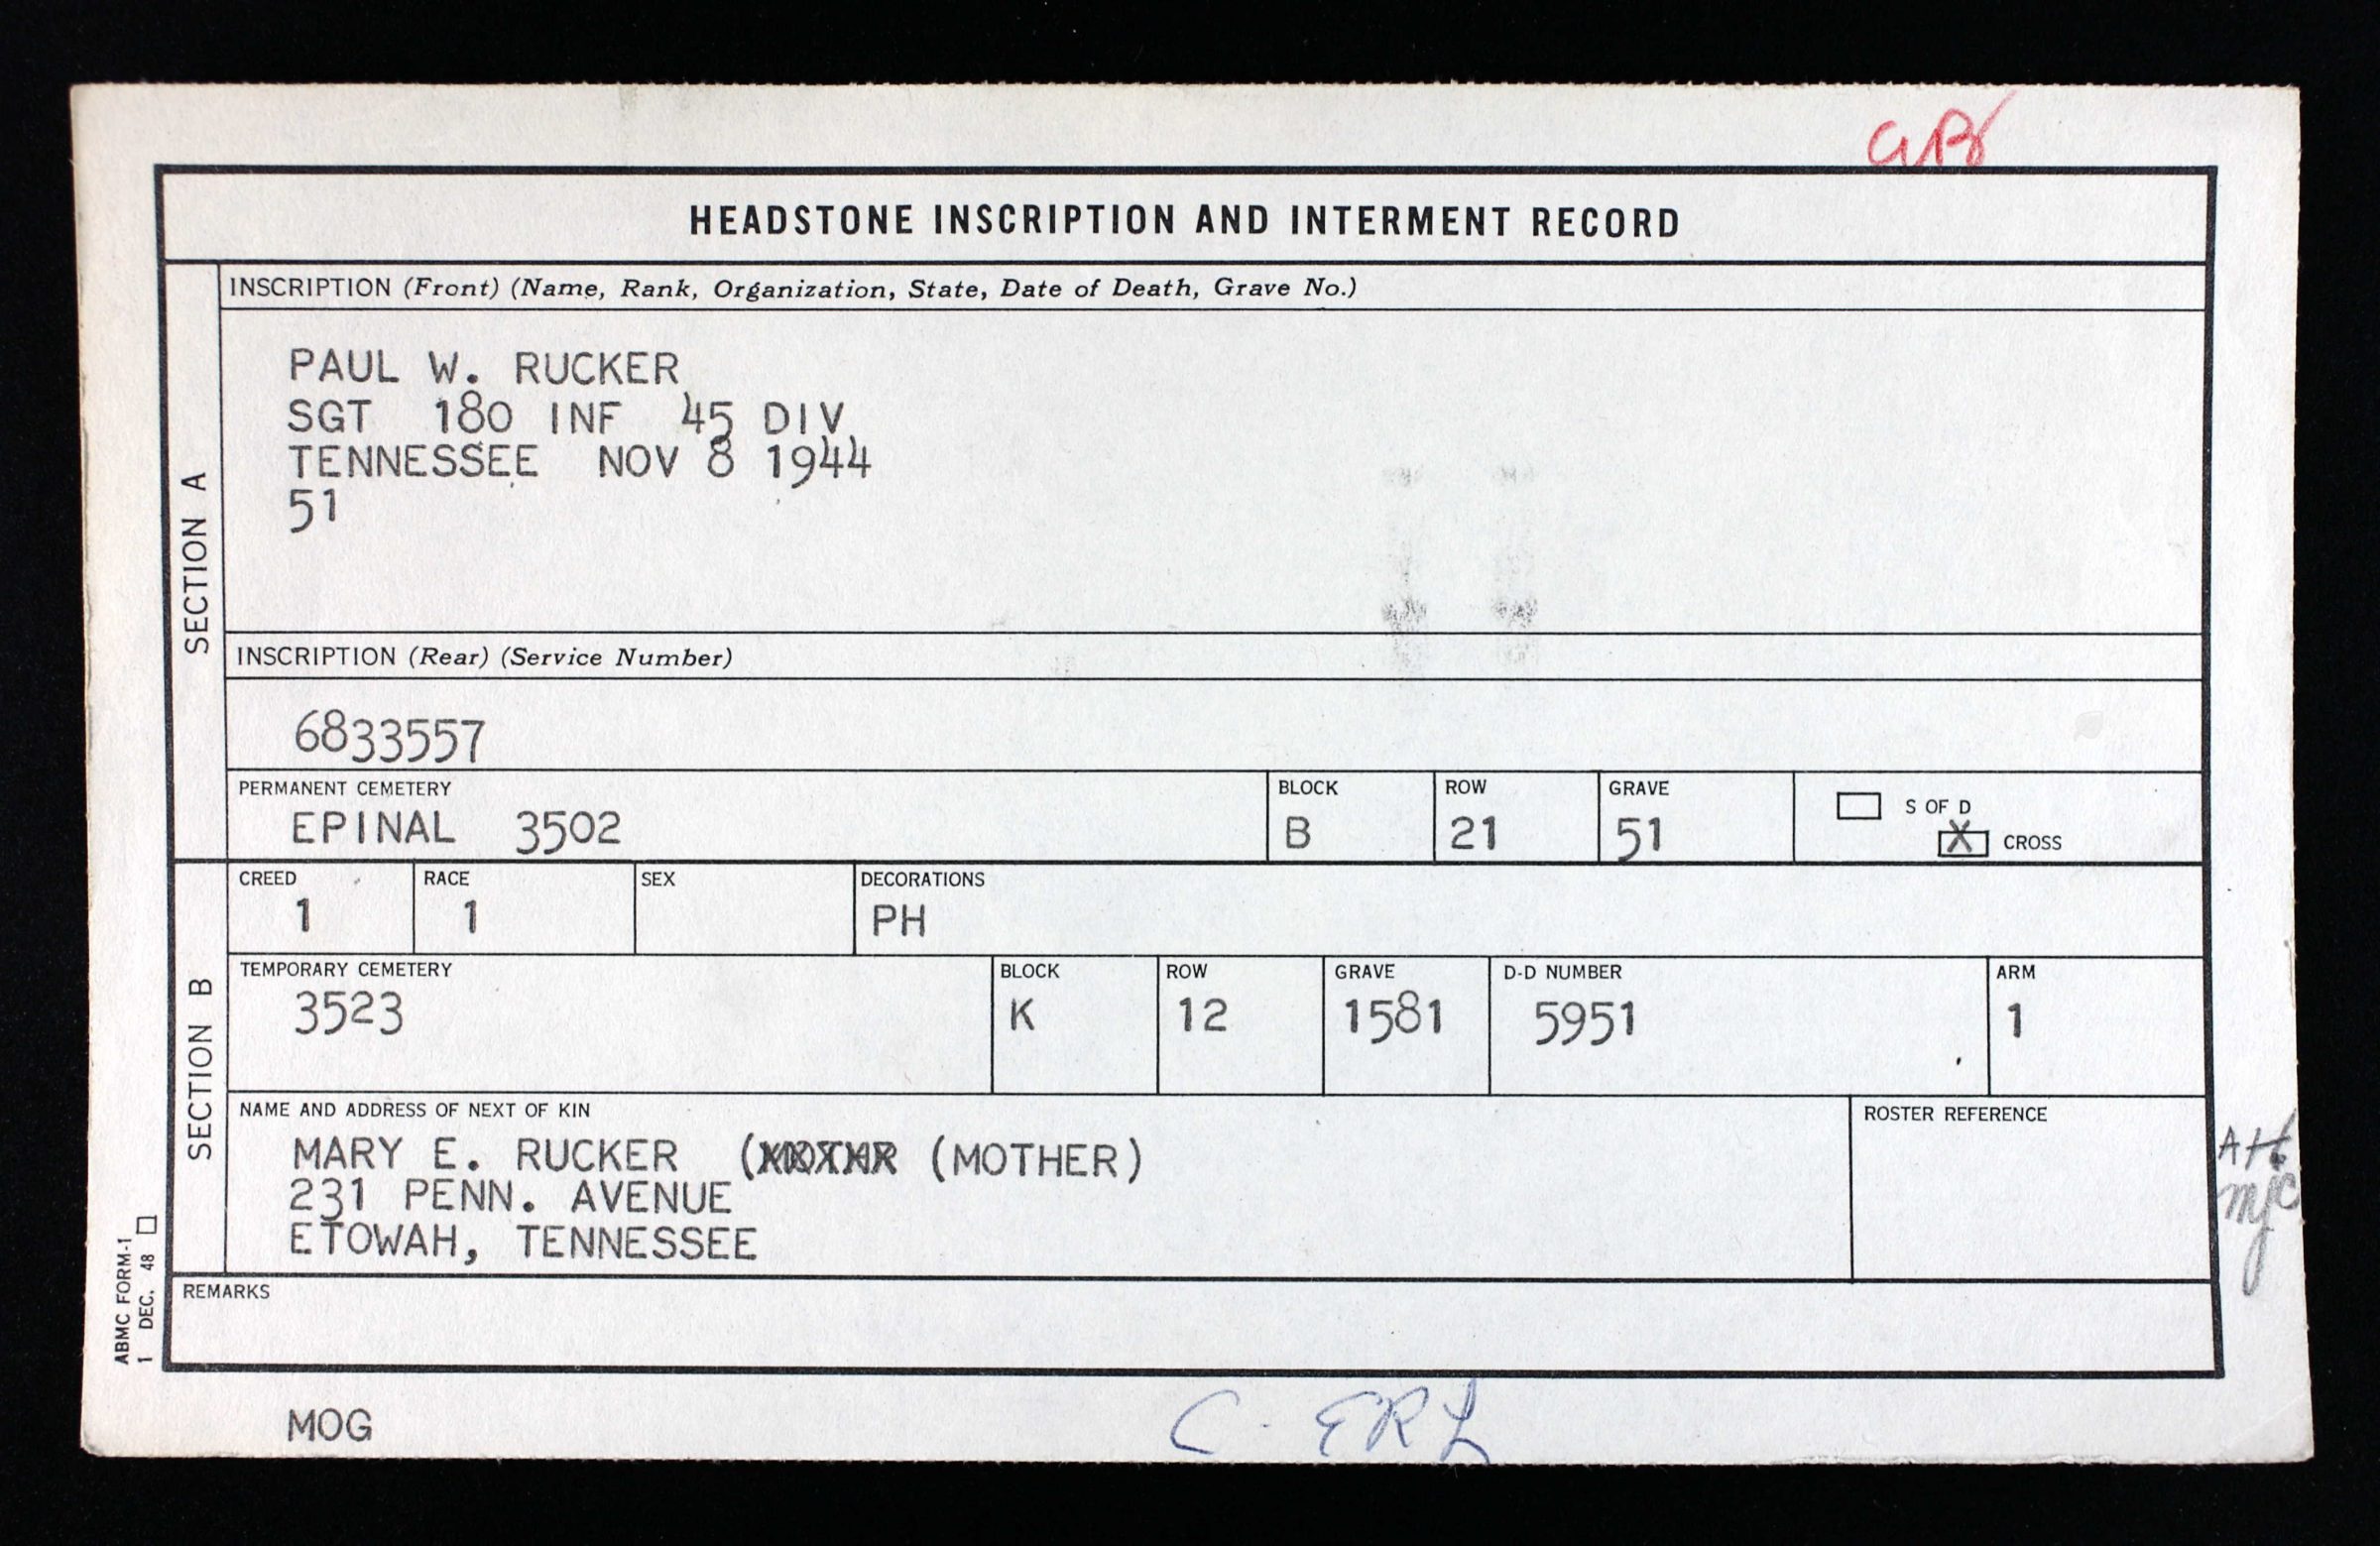 GB
HEADSTONE INSCRIPTION AND INTERMENT RECORD
SECTION A
INSCRIPTION (Front) (Name, Rank, Organization, State, Date of Death, Grave No.)
PAUL W. RUCKER
SGT 180 INF 45 DIV
TENNESSEE NOV 8 1944
51
INSCRIPTION (Rear) (Service Number)
6833557
PERMANENT CEMETERY BLOCK ROW GRAVE S OF D
EPINAL 3502 B 21 51 X CROSS
SECTION B
CREED RACE SEX DECORATIONS
1 1 PH
TEMPORARY CEMETERY BLOCK ROW GRAVE D-D NUMBER ARM
3523 K 12 1581 5951 1
NAME AND ADDRESS OF NEXT OF KIN ROSTER REFERENCE
MARY E. RUCKER (MOTHER)
231 PENN. AVENUE
ETOWAH, TENNESSEE
AH
mjc
REMARKS
ABMC FORM-1
1 DEC. 48
MOG
C. ERL